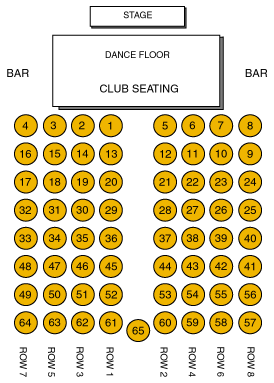 STAGE
DANCE FLOOR
BAR
BAR
CLUB SEATING
4 3 2 1 5 6 7 8
16 15 14 13 12 11 10 9
17 18 19 20 21 22 23 24
32 31 30 29 28 27 26 25
33 34 35 36 37 38 39 40
48 47 46 45 44 43 42 41
49 50 51 52 53 54 55 56
64 63 62 61 65 60 59 58 57
ROW 7
ROW 5
ROW 3
ROW 1
ROW 2
ROW 4
ROW 6
ROW 8